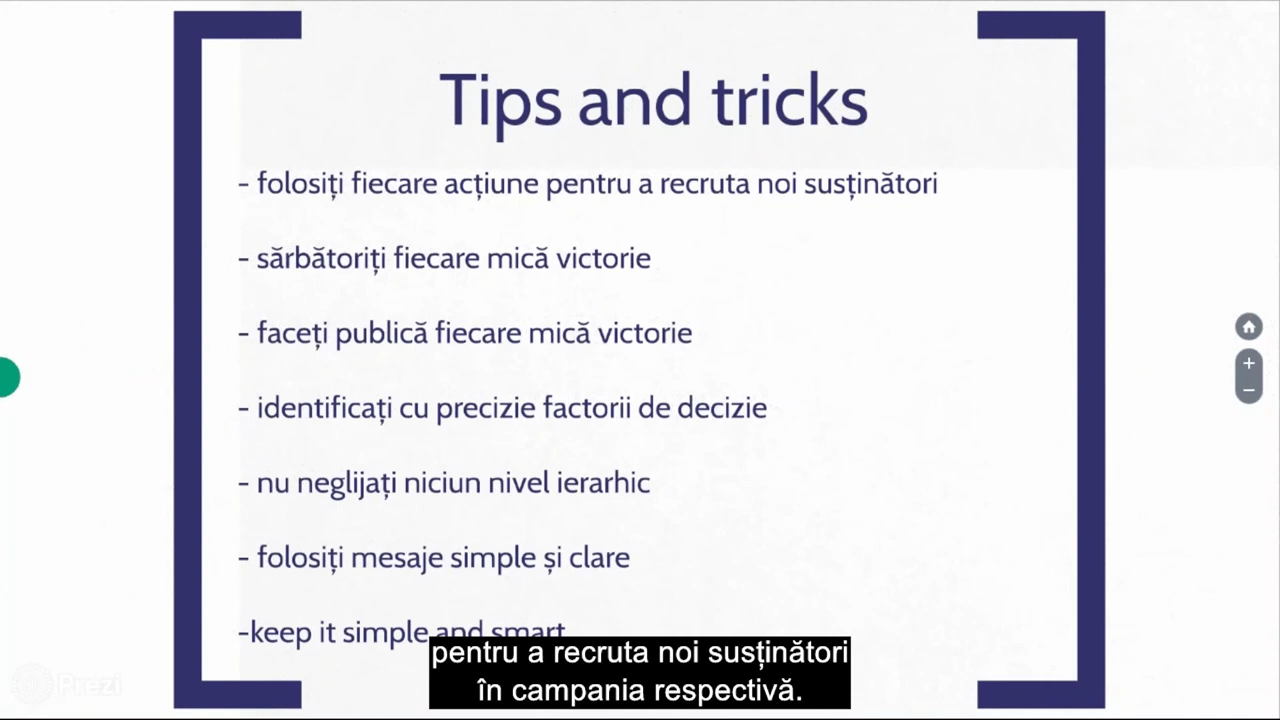 Tips and tricks
- folosiți fiecare acțiune pentru a recruta noi susținători
- sărbătoriți fiecare mică victorie
- faceți publică fiecare mică victorie
- identificați cu precizie factorii de decizie
- nu neglijați niciun nivel ierarhic
- folosiți mesaje simple și clare
-keep it simple and smart
pentru a recruta noi susținători
în campania respectivă.
Prezi